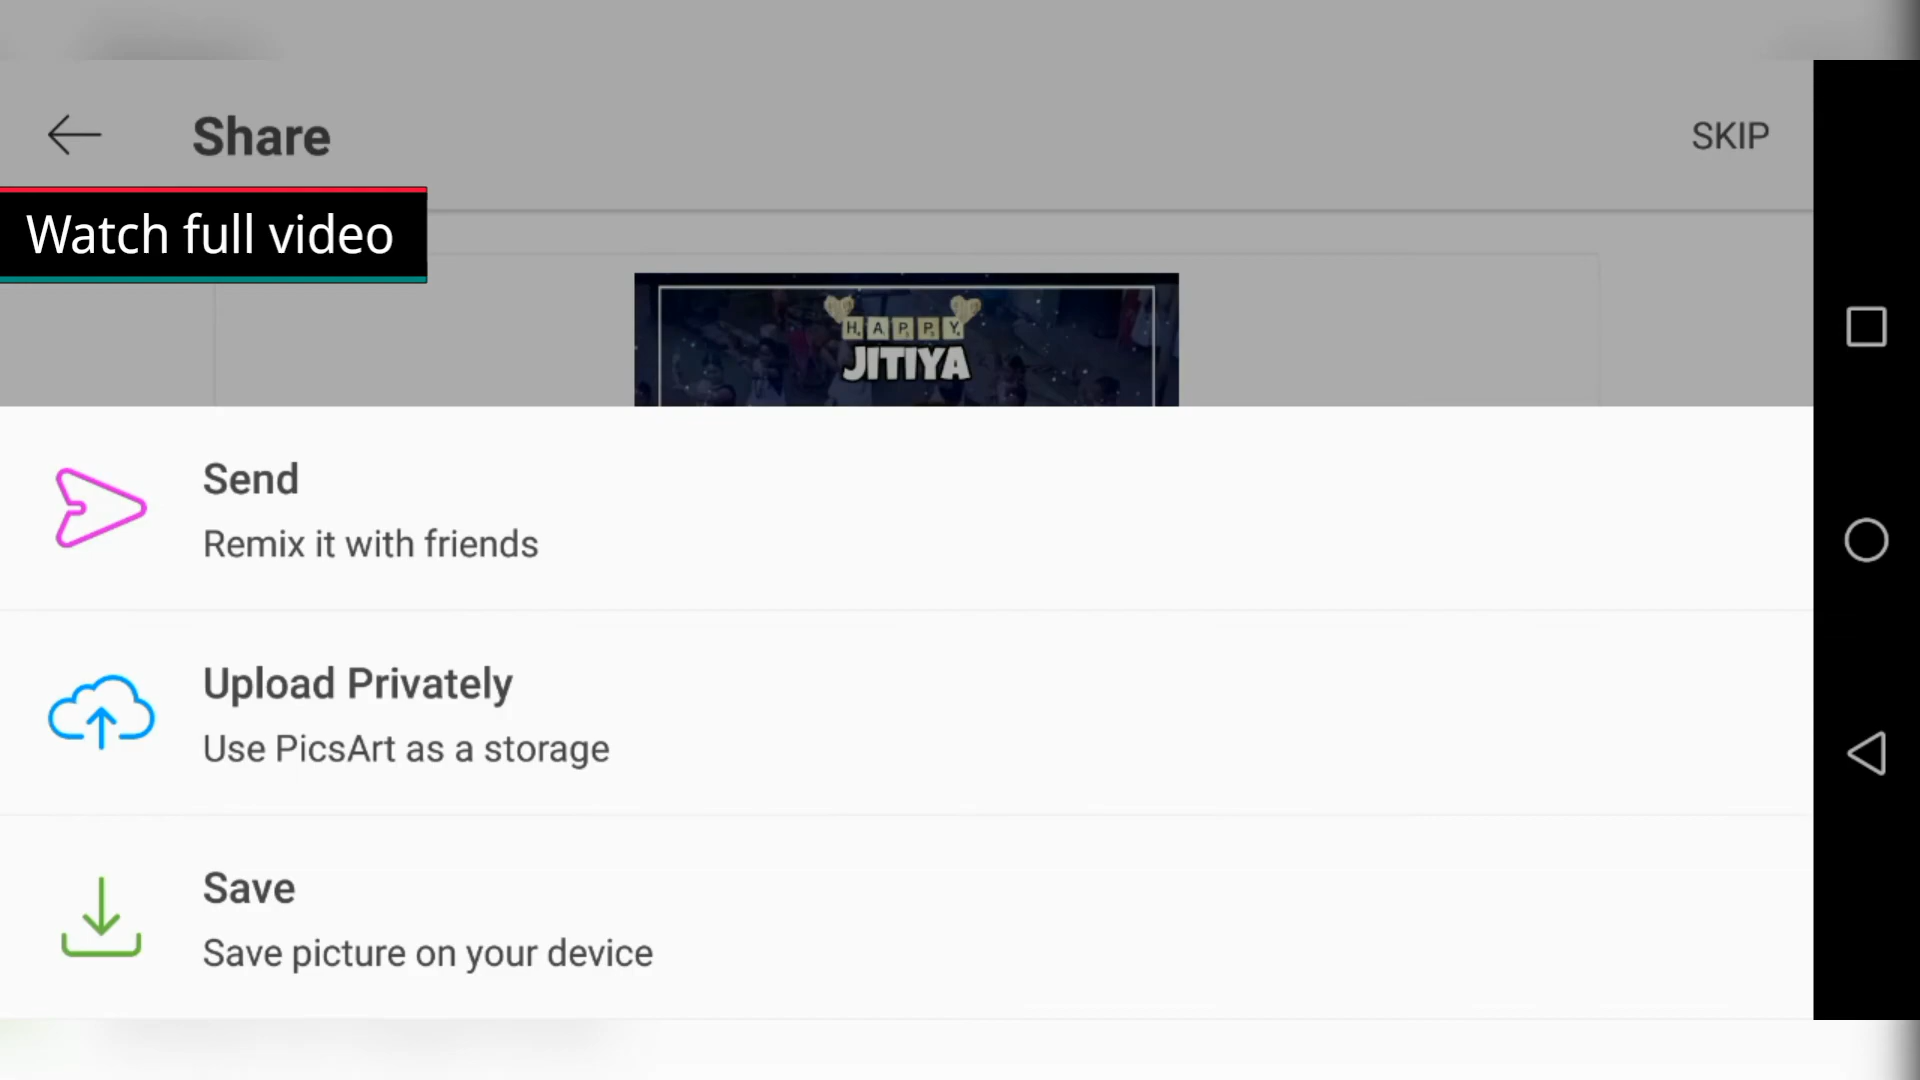 Share
SKIP
Watch full video
HAPPY
JITIYA
Send
Remix it with friends
Upload Privately
Use PicsArt as a storage
Save
Save picture on your device